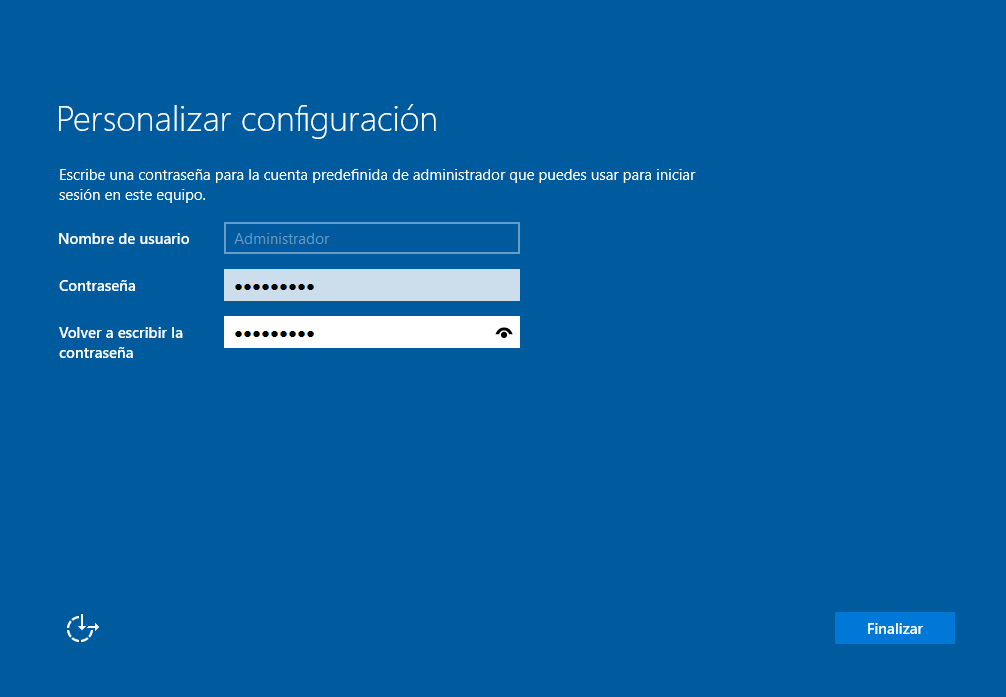 Personalizar configuración
Escribe una contraseña para la cuenta predefinida de administrador que puedes usar para iniciar
sesión en este equipo.
Nombre de usuario
Administrador
Contraseña
●●●●●●●●●
Volver a escribir la
contraseña
●●●●●●●●●
Finalizar